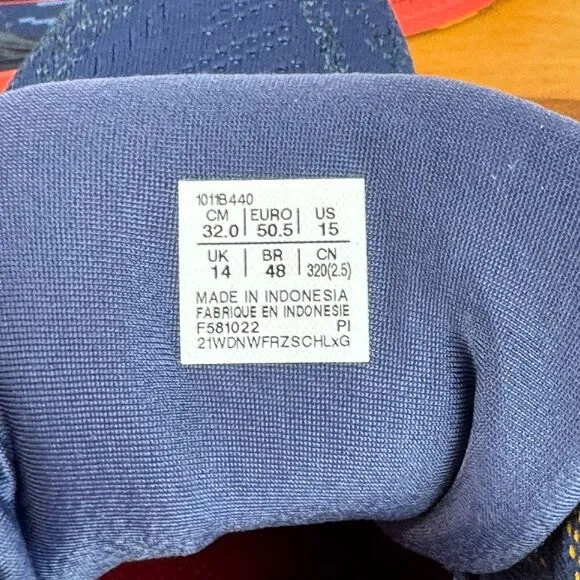 1011B440
CM | EURO | US
32.0 | 50.5 | 15
UK | BR | CN
14 | 48 | 320(2.5)
MADE IN INDONESIA
FABRIQUE EN INDONESIE
F581022 PI
21WDNWFRZSCHLxG